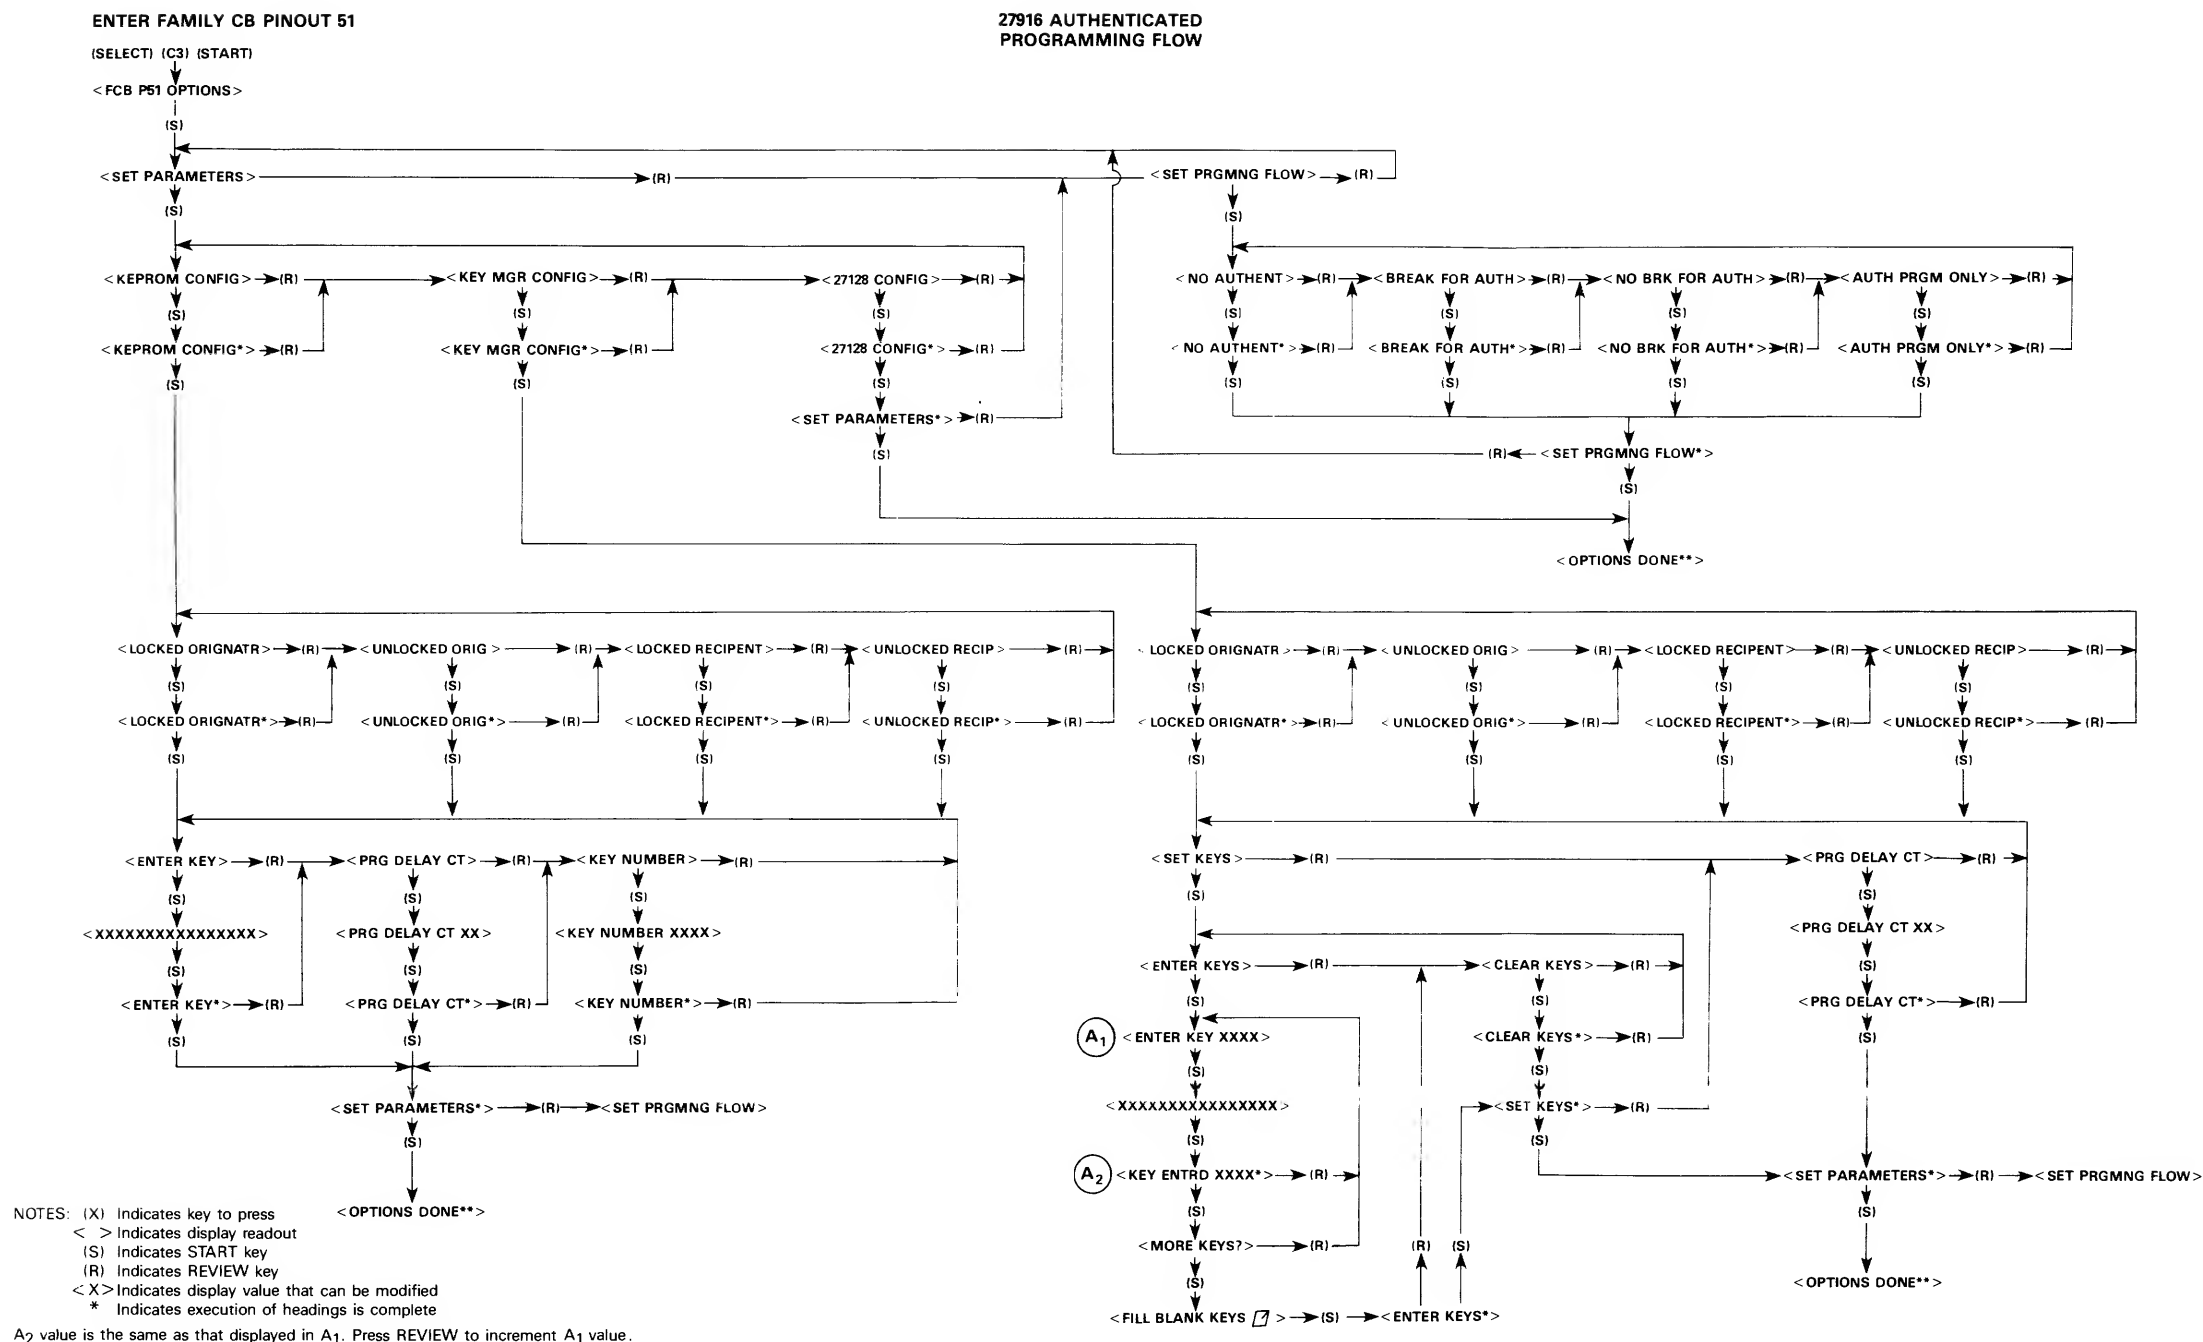 ENTER FAMILY CB PINOUT 51
27916 AUTHENTICATED
PROGRAMMING FLOW
(SELECT) (C3) (START)
<FCB P51 OPTIONS>
(S)
<SET PARAMETERS> (R) <SET PRGMNG FLOW> (R)
(S) (S)
<KEPROM CONFIG> (R) <KEY MGR CONFIG> (R) <27128 CONFIG> (R) <NO AUTHENT> (R) <BREAK FOR AUTH> (R) <NO BRK FOR AUTH> (R) <AUTH PRGM ONLY> (R)
(S) (S) (S) (S) (S) (S) (S)
<KEPROM CONFIG*> (R) <KEY MGR CONFIG*> (R) <27128 CONFIG*> (R) <NO AUTHENT*> (R) <BREAK FOR AUTH*> (R) <NO BRK FOR AUTH*> (R) <AUTH PRGM ONLY*> (R)
(S) (S) (S) (S) (S) (S) (S)
<SET PARAMETERS*> (R)
(S) (R) <SET PRGMNG FLOW*>
(S)
<OPTIONS DONE**>
<LOCKED ORIGNATR> (R) <UNLOCKED ORIG> (R) <LOCKED RECIPENT> (R) <UNLOCKED RECIP> (R) LOCKED ORIGNATR> (R) <UNLOCKED ORIG> (R) <LOCKED RECIPENT> (R) <UNLOCKED RECIP> (R)
(S) (S) (S) (S) (S) (S) (S) (S)
<LOCKED ORIGNATR*> (R) <UNLOCKED ORIG*> (R) <LOCKED RECIPENT*> (R) <UNLOCKED RECIP*> (R) <LOCKED ORIGNATR*> (R) <UNLOCKED ORIG*> (R) <LOCKED RECIPENT*> (R) <UNLOCKED RECIP*> (R)
(S) (S) (S) (S) (S) (S) (S) (S)
<ENTER KEY> (R) <PRG DELAY CT> (R) <KEY NUMBER> (R) <SET KEYS> (R) <PRG DELAY CT> (R)
(S) (S) (S) (S) (S)
<XXXXXXXXXXXXXXXX> <PRG DELAY CT XX> <KEY NUMBER XXXX> <PRG DELAY CT XX>
(S) (S) (S) <ENTER KEYS> (R) <CLEAR KEYS> (R) (S)
<ENTER KEY*> (R) <PRG DELAY CT*> (R) <KEY NUMBER*> (R) (S) (S) <PRG DELAY CT*> (R)
(S) (S) (S) A1 <ENTER KEY XXXX> <CLEAR KEYS*> (R) (S)
(S) (S)
<SET PARAMETERS*> (R) <SET PRGMNG FLOW> <XXXXXXXXXXXXXXXX> <SET KEYS*> (R)
(S) (S) (S)
A2 <KEY ENTRD XXXX*> (R) <SET PARAMETERS*> (R) <SET PRGMNG FLOW>
<OPTIONS DONE**> (S) (S)
<MORE KEYS?> (R) (R) (S)
(S) <OPTIONS DONE**>
<FILL BLANK KEYS > (S) <ENTER KEYS*>
NOTES: (X) Indicates key to press
< > Indicates display readout
(S) Indicates START key
(R) Indicates REVIEW key
<X> Indicates display value that can be modified
* Indicates execution of headings is complete
A2 value is the same as that displayed in A1. Press REVIEW to increment A1 value.